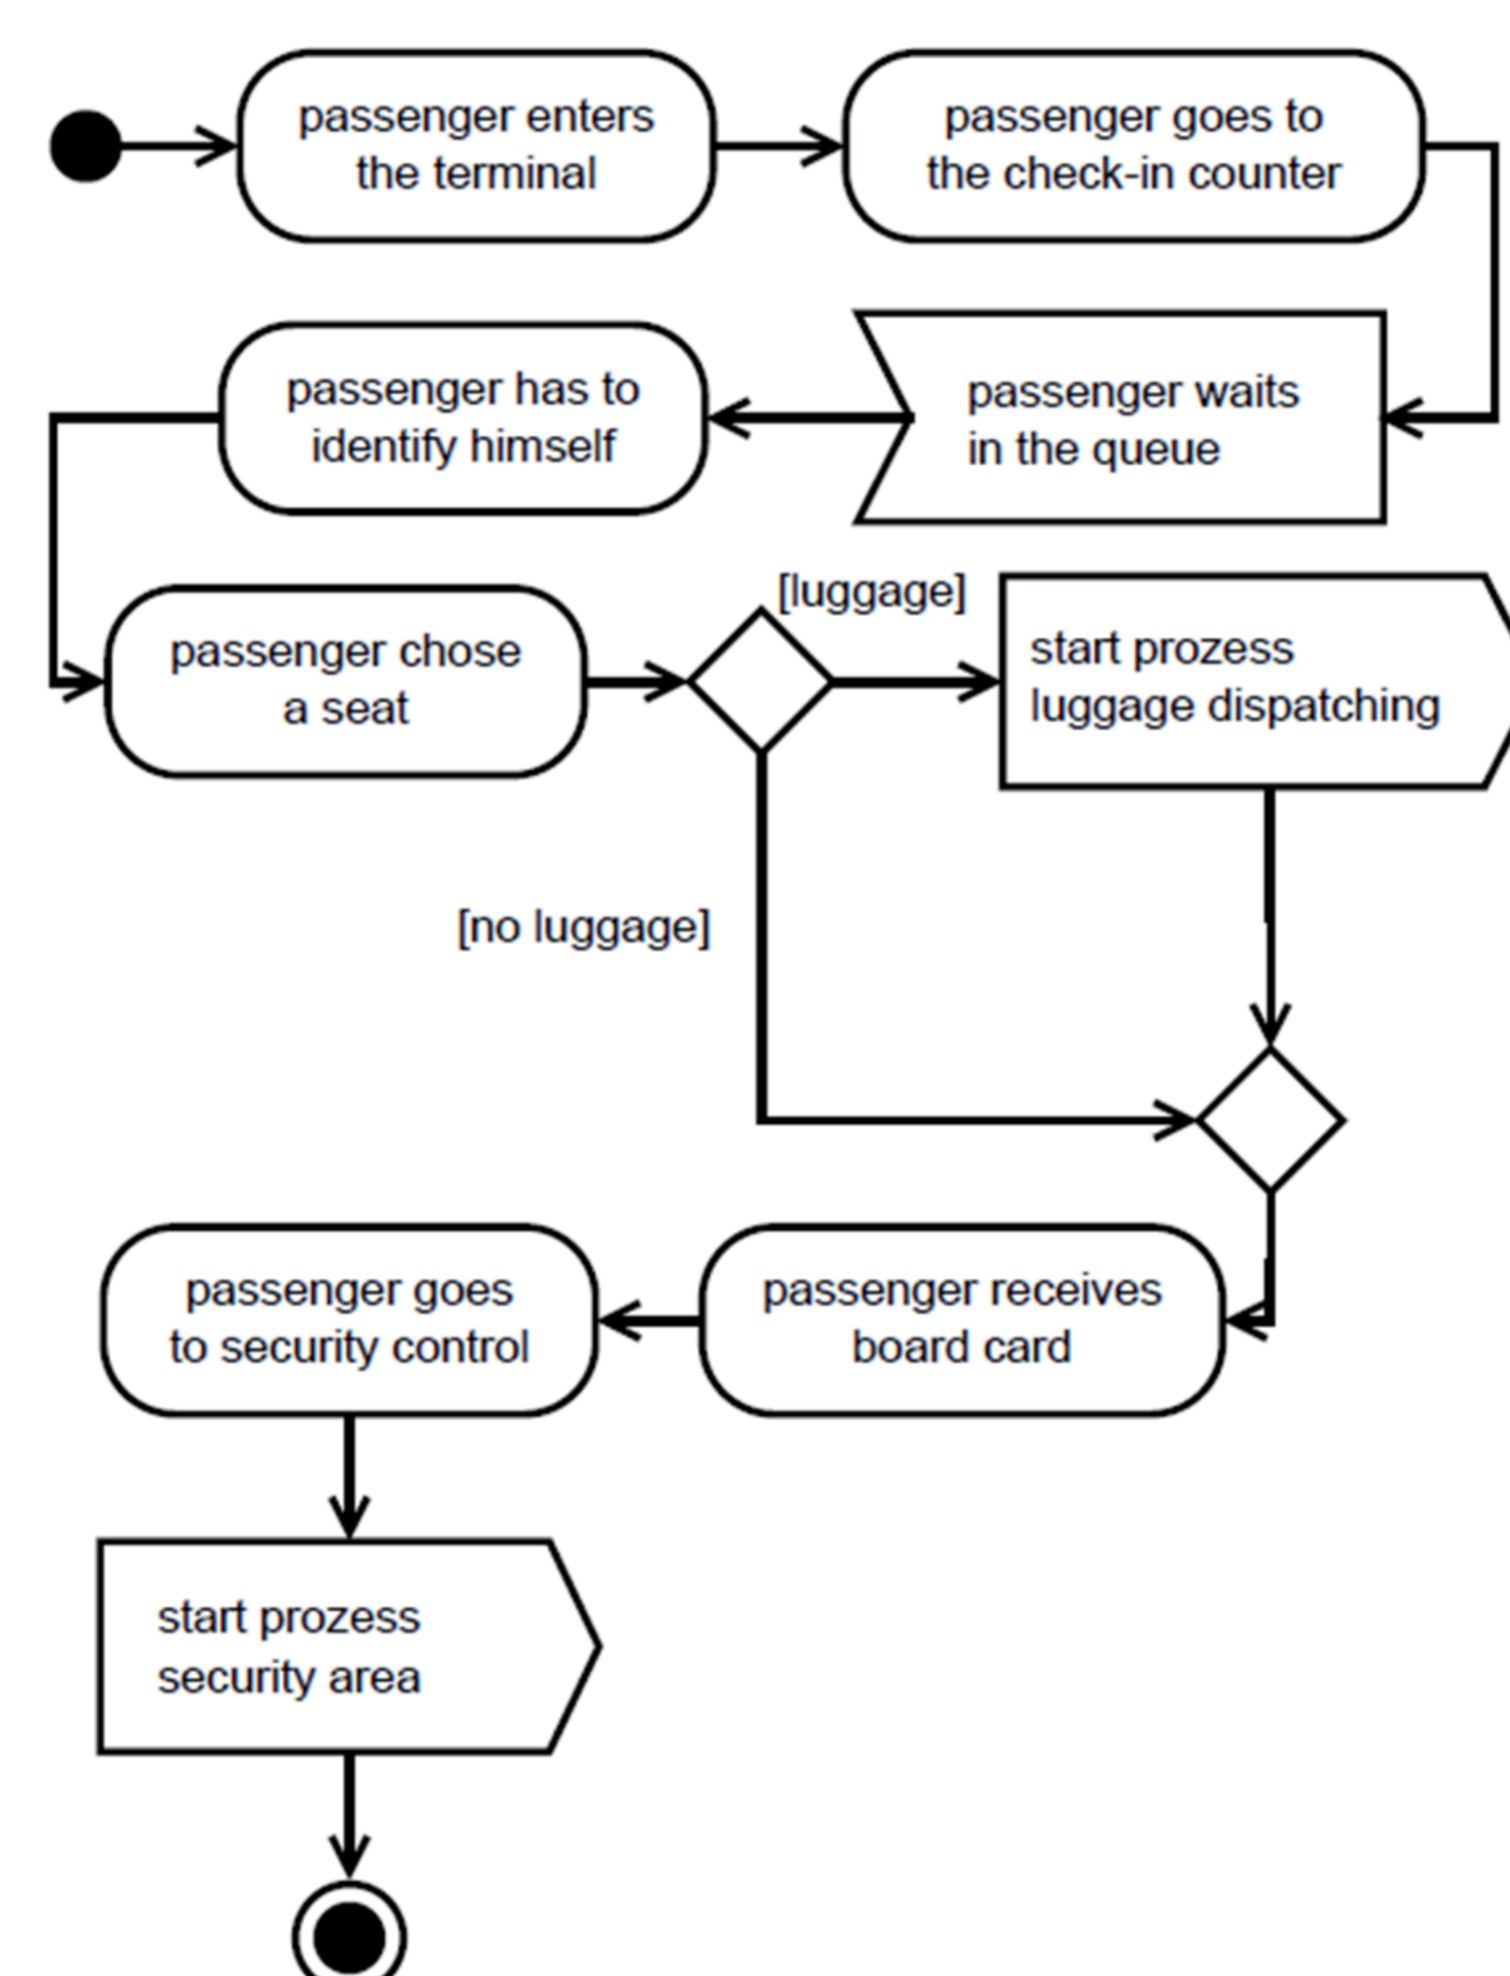 passenger enters
the terminal
passenger goes to
the check-in counter
passenger has to
identify himself
passenger waits
in the queue
passenger chose
a seat
[luggage]
start prozess
luggage dispatching
[no luggage]
passenger goes
to security control
passenger receives
board card
start prozess
security area